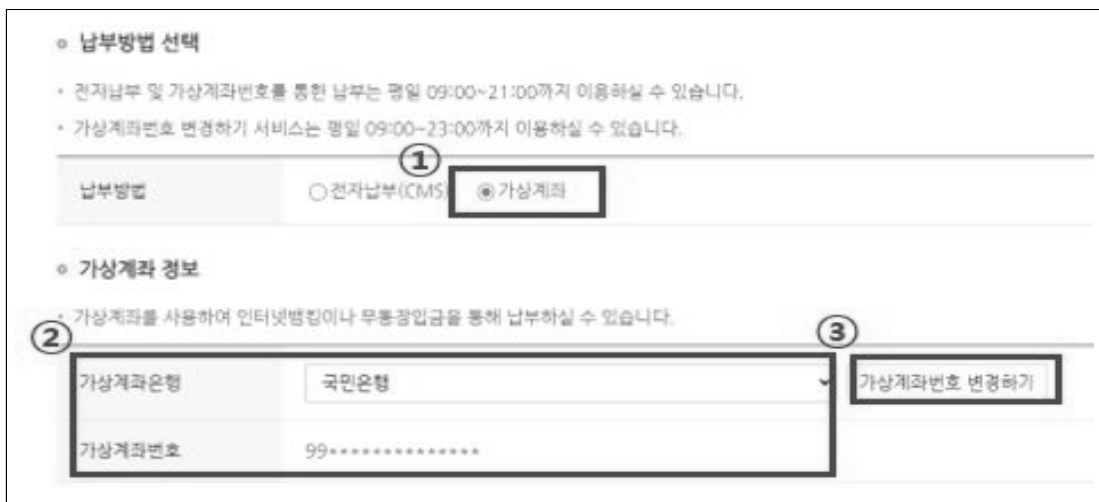 납부방법 선택
• 전자납부 및 가상계좌번호를 통한 납부는 평일 09:00~21:00까지 이용하실 수 있습니다.
• 가상계좌번호 변경하기 서비스는 평일 09:00~23:00까지 이용하실 수 있습니다.
①
납부방법 전자납부(CMS) 가상계좌
가상계좌 정보
• 가상계좌를 사용하여 인터넷뱅킹이나 무통장입금을 통해 납부하실 수 있습니다.
② ③
가상계좌은행 국민은행 가상계좌번호 변경하기
가상계좌번호 99**************